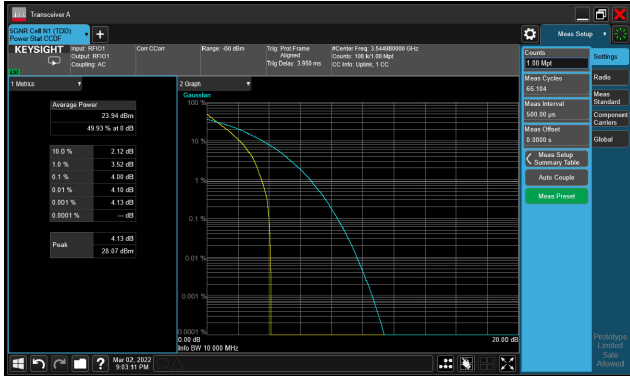 Transceiver A
5GNR Cell N1 (TDD)
Power Stat CCDF
Meas Setup
KEYSIGHT
Input: RFIO1
Output: RFIO1
Coupling: AC
Corr CCorr
Range: -60 dBm
Trig: Prot Frame
Aligned
Trig Delay: 3.950 ms
#Center Freq: 3.544980000 GHz
Counts: 108 k/1.00 Mpt
CC Info: Uplink, 1 CC
1 Metrics
Average Power
23.94 dBm
49.93 % at 0 dB
10.0 % 2.12 dB
1.0 % 3.52 dB
0.1 % 4.00 dB
0.01 % 4.10 dB
0.001 % 4.13 dB
0.0001 % --- dB
Peak
4.13 dB
28.07 dBm
2 Graph
Gaussian
100 %
10 %
1 %
0.1 %
0.01 %
0.001 %
0.0001 %
0.00 dB
20.00 dB
Info BW 10.000 MHz
Counts
1.00 Mpt
Meas Cycles
65.104
Meas Interval
500.00 µs
Meas Offset
0.0000 s
Meas Setup
Summary Table
Auto Couple
Meas Preset
Settings
Radio
Meas
Standard
Component
Carriers
Global
Prototype
Limited
Sale
Allowed
?
Mar 02, 2022
9:03:11 PM